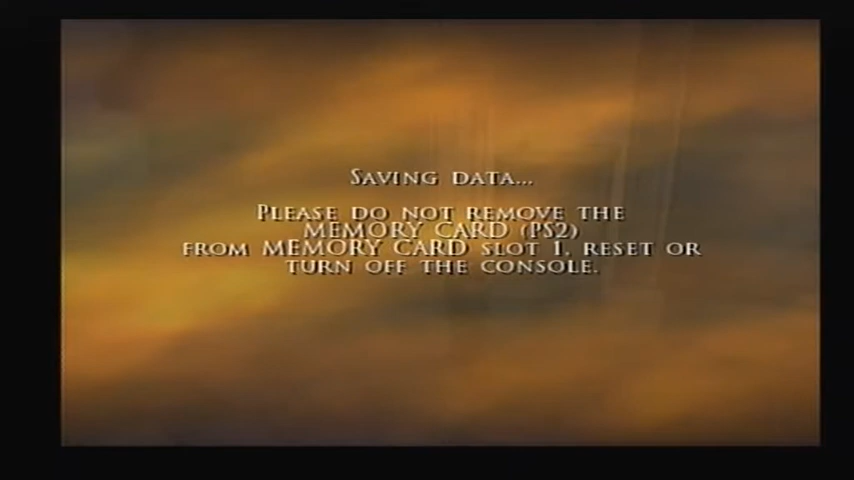 Saving data...
Please do not remove the
MEMORY CARD (PS2)
from MEMORY CARD slot 1, reset or
turn off the console.